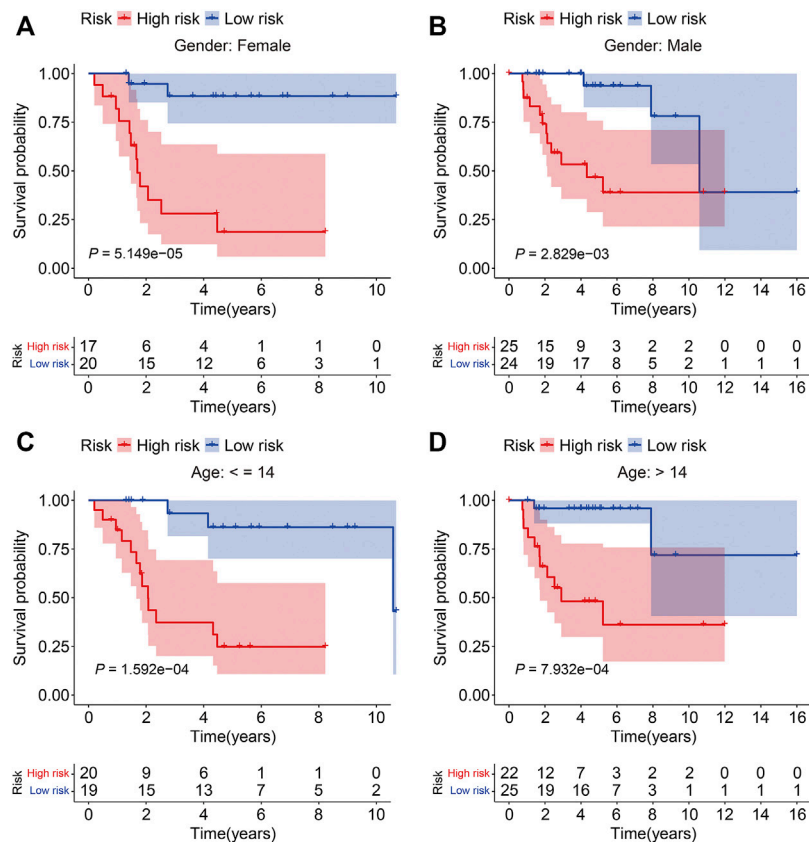 A
Risk High risk Low risk
Gender: Female
Survival probability
1.00
0.75
0.50
0.25
0.00
P = 5.149e−05
0 2 4 6 8 10
Time(years)
Risk
High risk 17 6 4 1 1 0
Low risk 20 15 12 6 3 1
Time(years)
B
Risk High risk Low risk
Gender: Male
Survival probability
1.00
0.75
0.50
0.25
0.00
P = 2.829e−03
0 2 4 6 8 10 12 14 16
Time(years)
Risk
High risk 25 15 9 3 2 2 0 0 0
Low risk 24 19 17 8 5 2 1 1 1
0 2 4 6 8 10 12 14 16
Time(years)
C
Risk High risk Low risk
Age: < = 14
Survival probability
1.00
0.75
0.50
0.25
0.00
P = 1.592e−04
0 2 4 6 8 10
Time(years)
Risk
High risk 20 9 6 1 1 0
Low risk 19 15 13 7 5 2
0 2 4 6 8 10
Time(years)
D
Risk High risk Low risk
Age: > 14
Survival probability
1.00
0.75
0.50
0.25
0.00
P = 7.932e−04
0 2 4 6 8 10 12 14 16
Time(years)
Risk
High risk 22 12 7 3 2 2 0 0 0
Low risk 25 19 16 7 3 1 1 1 1
0 2 4 6 8 10 12 14 16
Time(years)